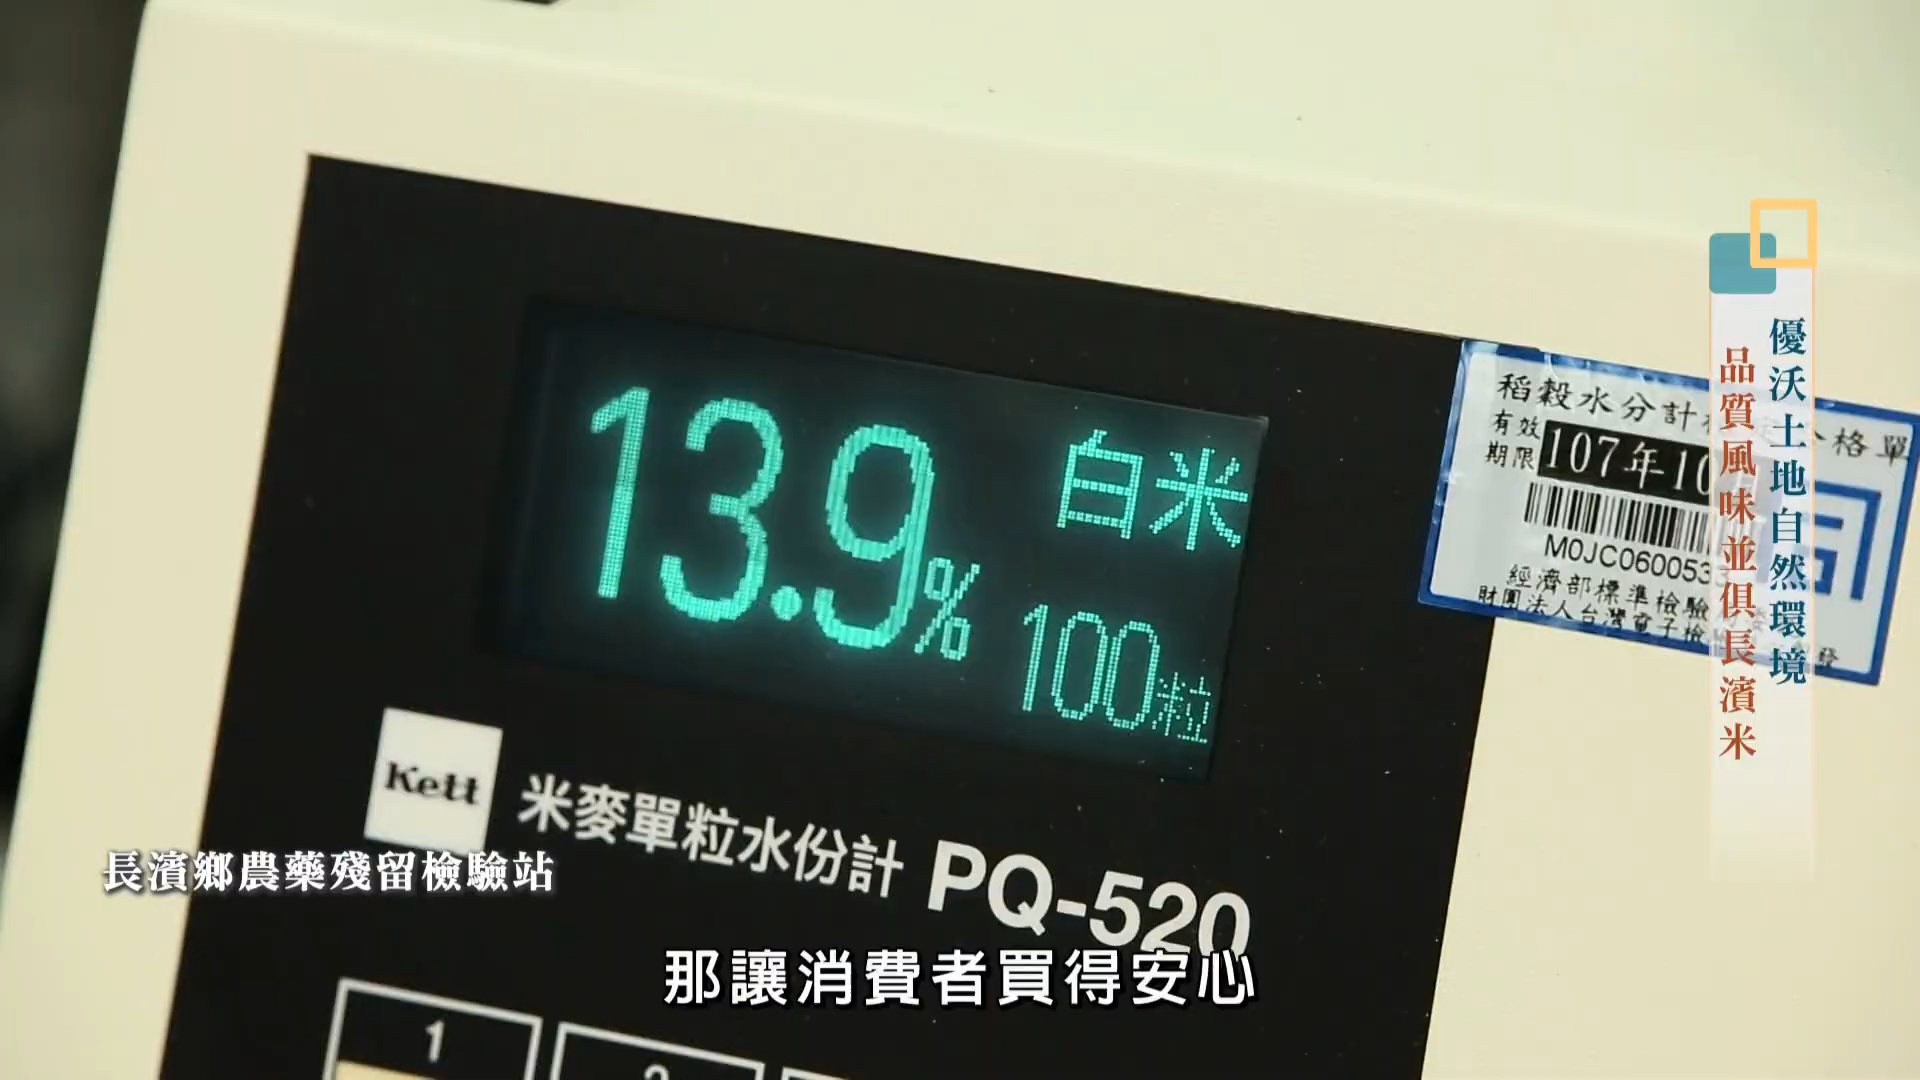 13.9%
白米
100粒
Kett
米麥單粒水份計 PQ-520
1
稻穀水分計
格單
有效
期限
107年10
M0JC060053
經濟部標準檢驗
財團法人台灣電子檢
發
優沃土地自然環境
品質風味並俱長濱米
長濱鄉農藥殘留檢驗站
那讓消費者買得安心